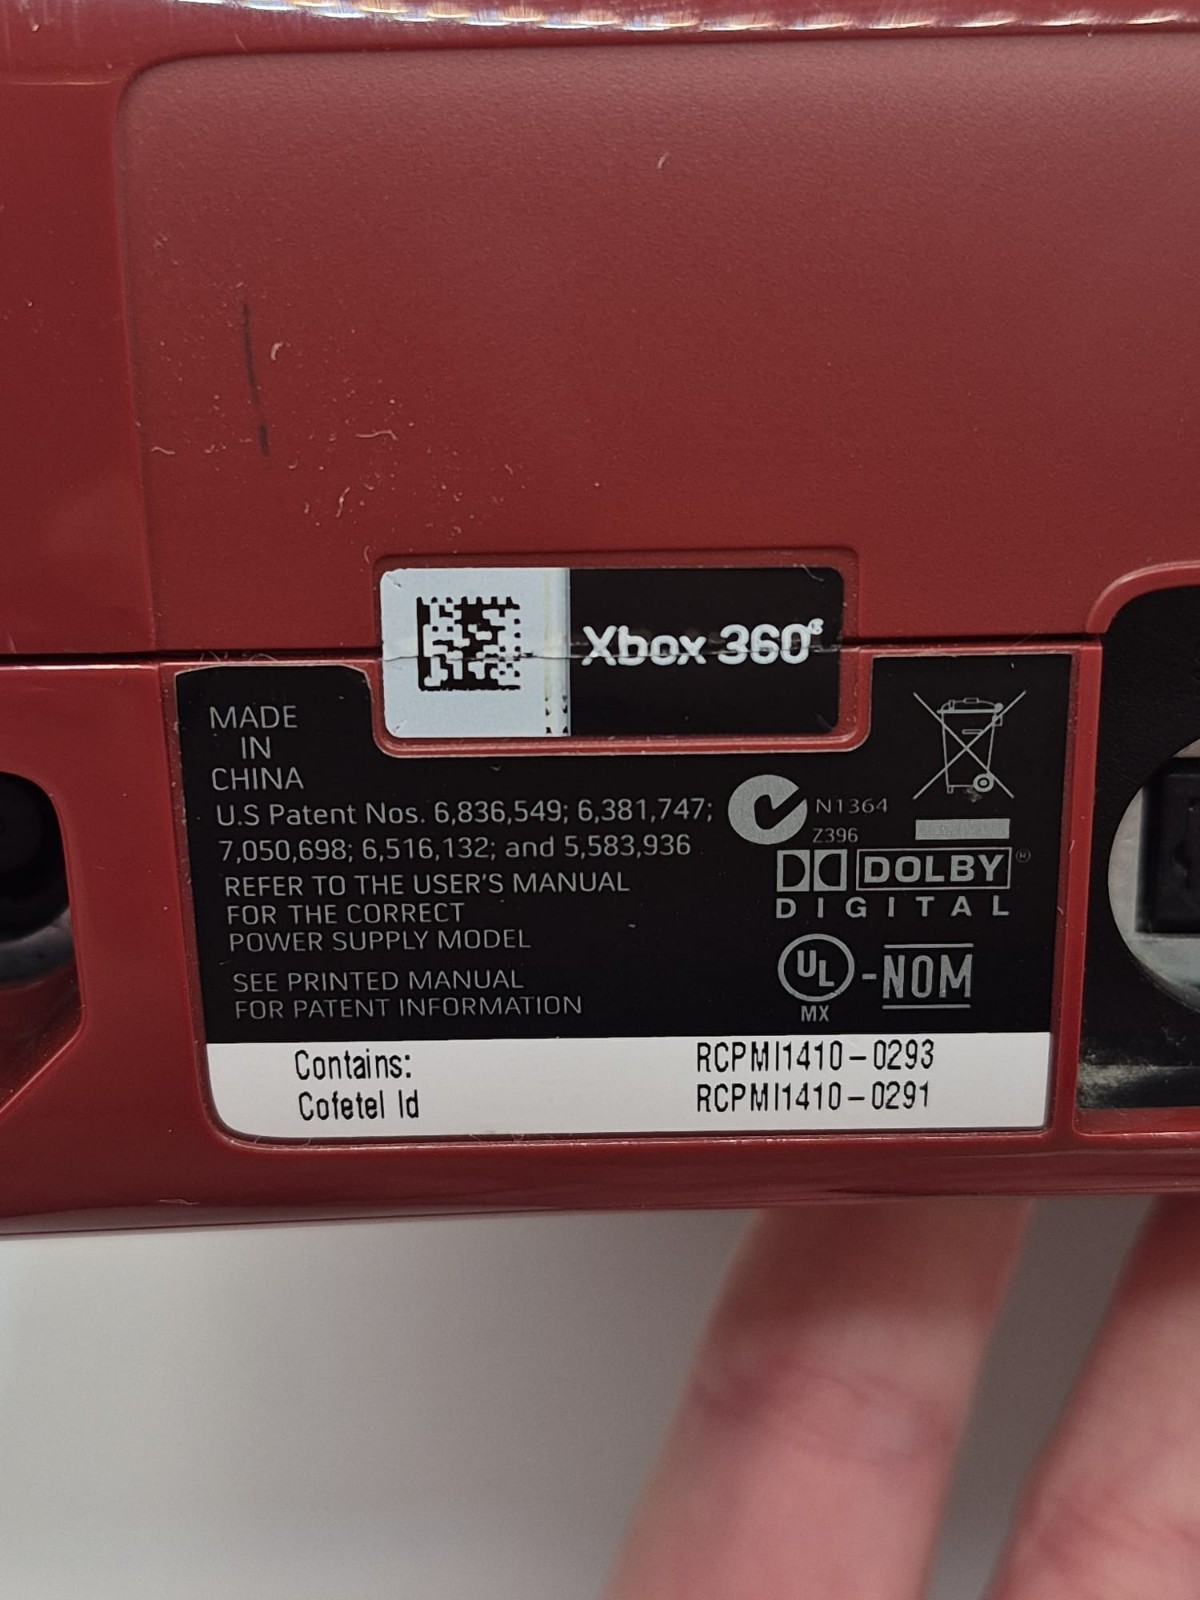 Xbox 360
MADE
IN
CHINA
U.S Patent Nos. 6,836,549; 6,381,747;
7,050,698; 6,516,132; and 5,583,936
REFER TO THE USER'S MANUAL
FOR THE CORRECT
POWER SUPPLY MODEL
SEE PRINTED MANUAL
FOR PATENT INFORMATION
N1364
Z396
DOLBY®
DIGITAL
UL -NOM
MX
Contains: RCPMI1410-0293
Cofetel Id RCPMI1410-0291